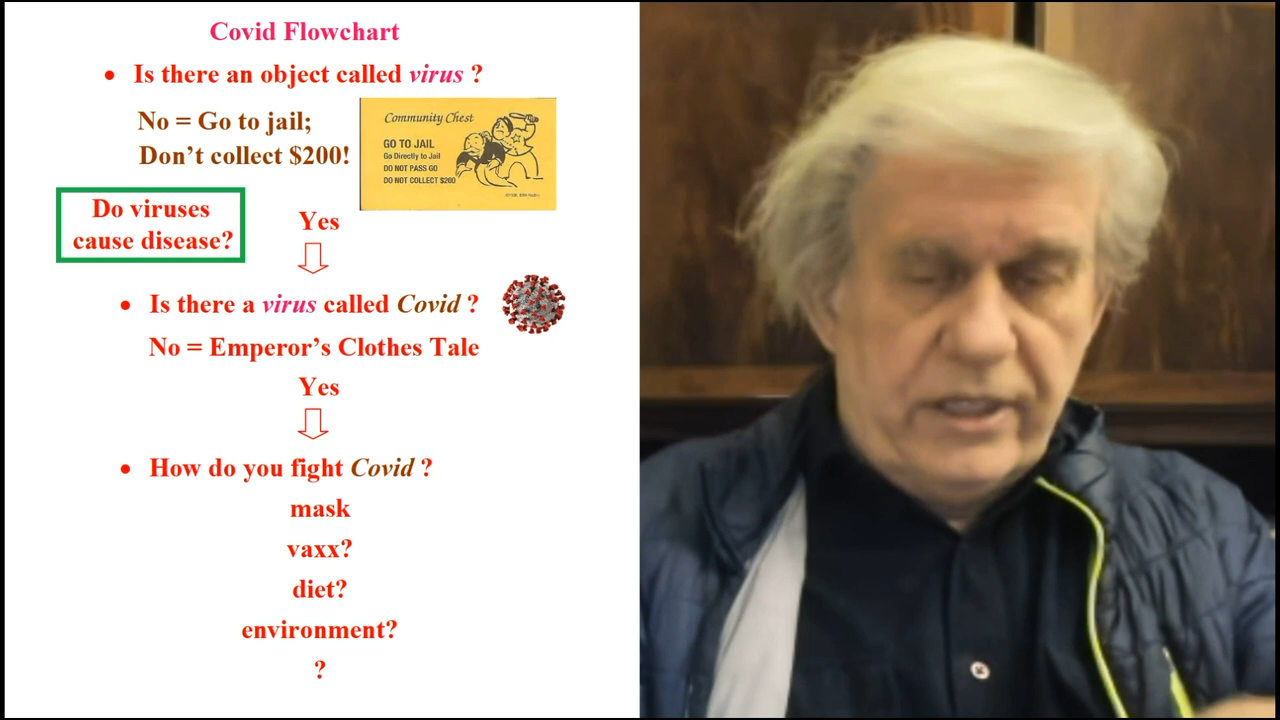 Covid Flowchart
• Is there an object called virus ?
No = Go to jail;
Don't collect $200!
Community Chest
GO TO JAIL
Go Directly to Jail
DO NOT PASS GO
DO NOT COLLECT $200
Do viruses
cause disease?
Yes
• Is there a virus called Covid ?
No = Emperor's Clothes Tale
Yes
• How do you fight Covid ?
mask
vaxx?
diet?
environment?
?